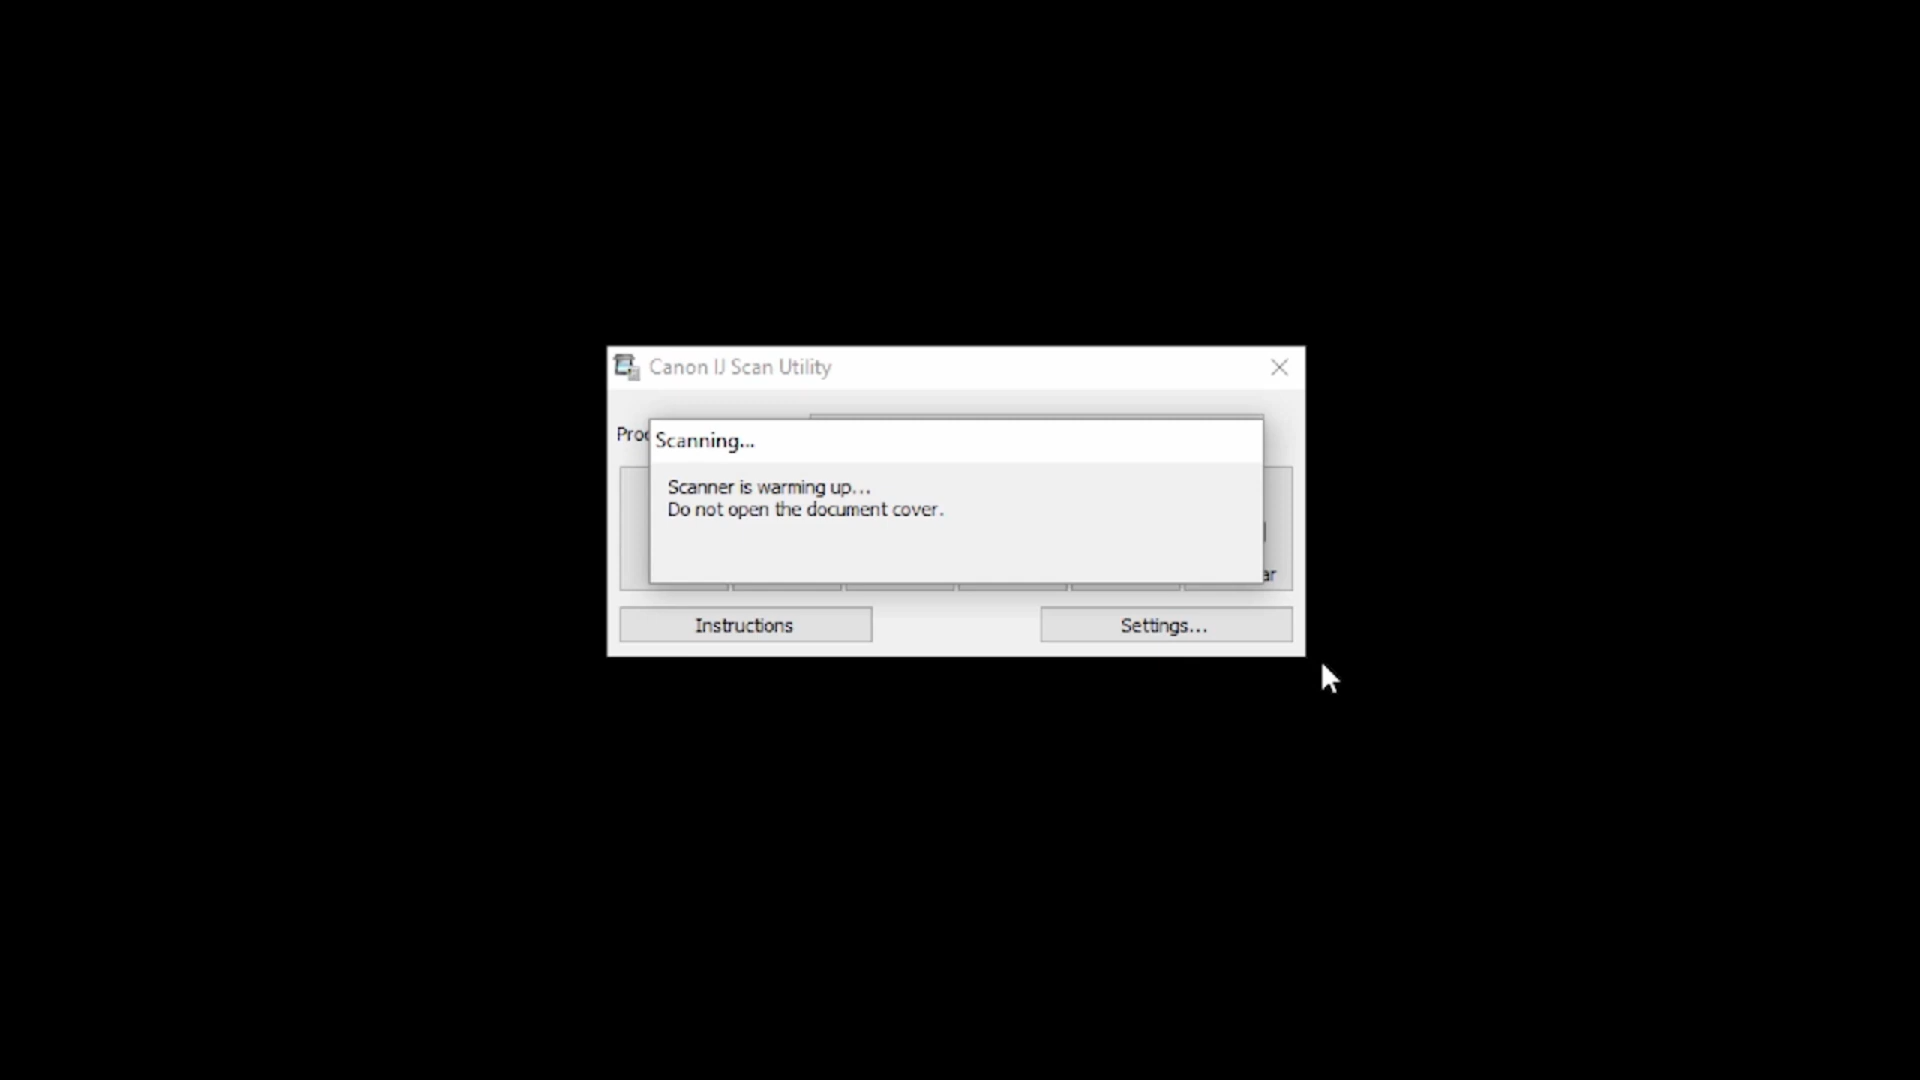 Canon IJ Scan Utility
Scanning...
Scanner is warming up...
Do not open the document cover.
Instructions
Settings...